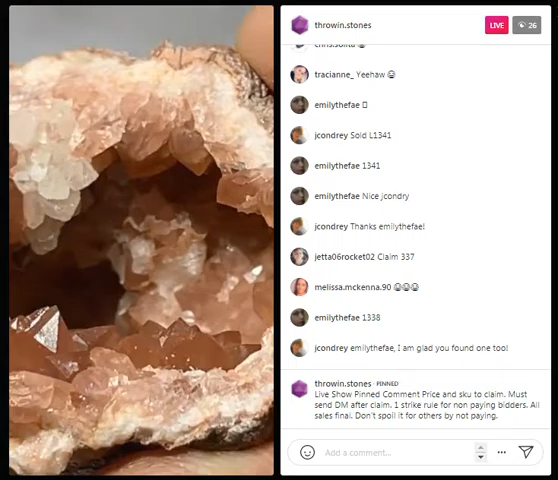 throwin.stones
LIVE 26
chris.solita
tracianne_ Yeehaw
emilythefae
jcondrey Sold L1341
emilythefae 1341
emilythefae Nice jcondry
jcondrey Thanks emilythefae!
jetta06rocket02 Claim 337
melissa.mckenna.90
emilythefae 1338
jcondrey emilythefae, I am glad you found one too!
throwin.stones · PINNED
Live Show Pinned Comment Price and sku to claim. Must
send DM after claim. 1 strike rule for non paying bidders. All
sales final. Don't spoil it for others by not paying.
Add a comment...